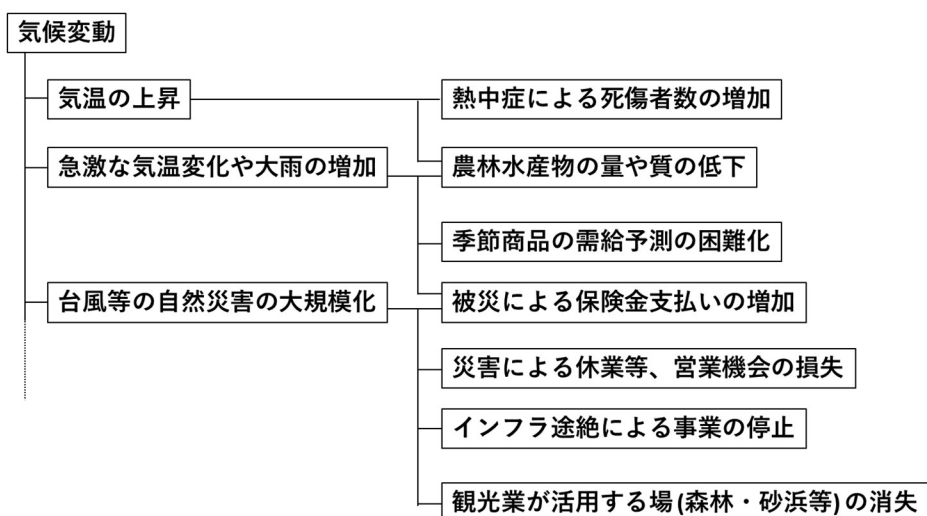 気候変動
気温の上昇
熱中症による死傷者数の増加
急激な気温変化や大雨の増加
農林水産物の量や質の低下
季節商品の需給予測の困難化
台風等の自然災害の大規模化
被災による保険金支払いの増加
災害による休業等、営業機会の損失
インフラ途絶による事業の停止
観光業が活用する場(森林・砂浜等)の消失